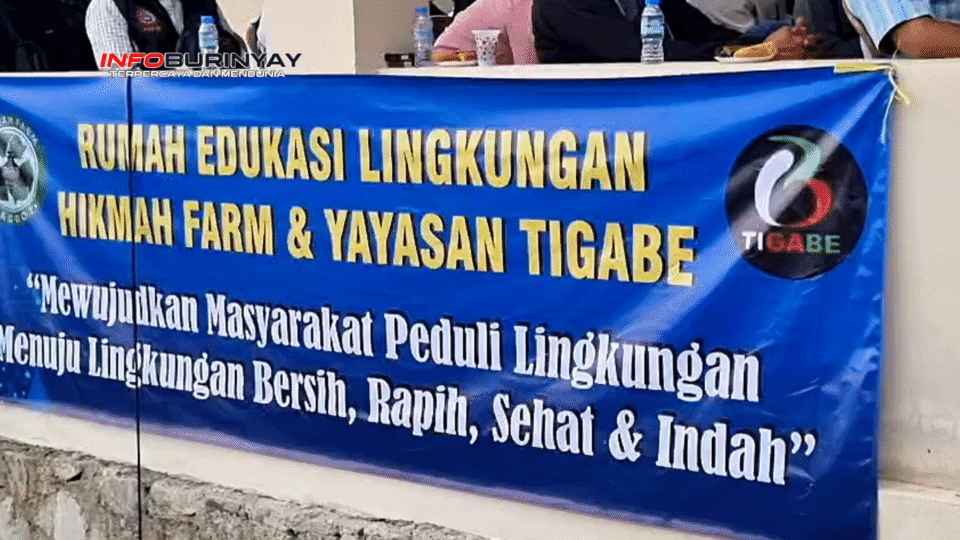 INFOBURINYAY
TERPERCAYA DAN MENDUNIA
RUMAH EDUKASI LINGKUNGAN
HIKMAH FARM & YAYASAN TIGABE
TIGABE
“Mewujudkan Masyarakat Peduli Lingkungan
Menuju Lingkungan Bersih, Rapih, Sehat & Indah”